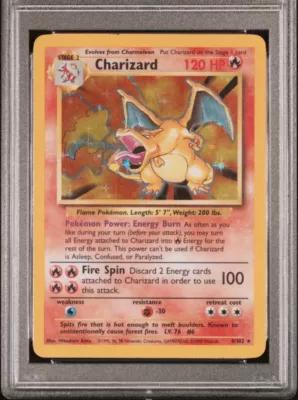 Evolves from Charmeleon Put Charizard on the Stage 1 card
STAGE 2
Charizard 120 HP
Flame Pokémon. Length: 5' 7", Weight: 200 lbs.
Pokémon Power: Energy Burn As often as you
like during your turn (before your attack), you may turn
all Energy attached to Charizard into Energy for
the rest of the turn. This power can't be used if Charizard
is Asleep, Confused, or Paralyzed.
Fire Spin Discard 2 Energy cards
attached to Charizard in order to use
this attack.
100
weakness resistance retreat cost
-30
Spits fire that is hot enough to melt boulders. Known to
unintentionally cause forest fires. LV. 76 #6
Illus. Mitsuhiro Arita
4/102